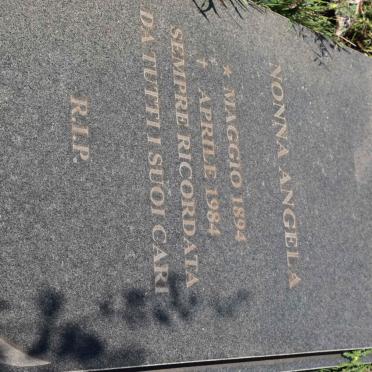 NONNA ANGELA
★ MAGGIO 1894
✝ APRILE 1984
SEMPRE RICORDATA
DA TUTTI I SUOI CARI
R.I.P.